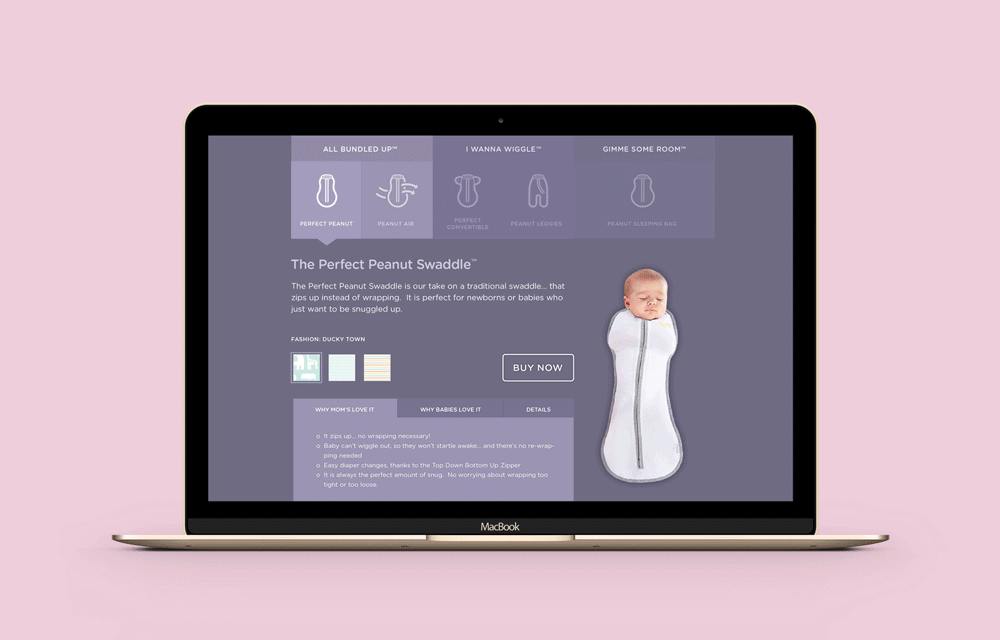 ALL BUNDLED UP™
I WANNA WIGGLE™
GIMME SOME ROOM™
PERFECT PEANUT
PEANUT AIR
PERFECT
CONVERTIBLE
PEANUT LEGGIES
PEANUT SLEEPING BAG
The Perfect Peanut Swaddle™
The Perfect Peanut Swaddle is our take on a traditional swaddle... that
zips up instead of wrapping. It is perfect for newborns or babies who
just want to be snuggled up.
FASHION: DUCKY TOWN
BUY NOW
WHY MOM'S LOVE IT
WHY BABIES LOVE IT
DETAILS
o It zips up... no wrapping necessary!
o Baby can't wiggle out, so they won't startle awake... and there's no re-wrap-
ping needed
o Easy diaper changes, thanks to the Top Down Bottom Up Zipper
o It is always the perfect amount of snug. No worrying about wrapping too
tight or too loose.
MacBook